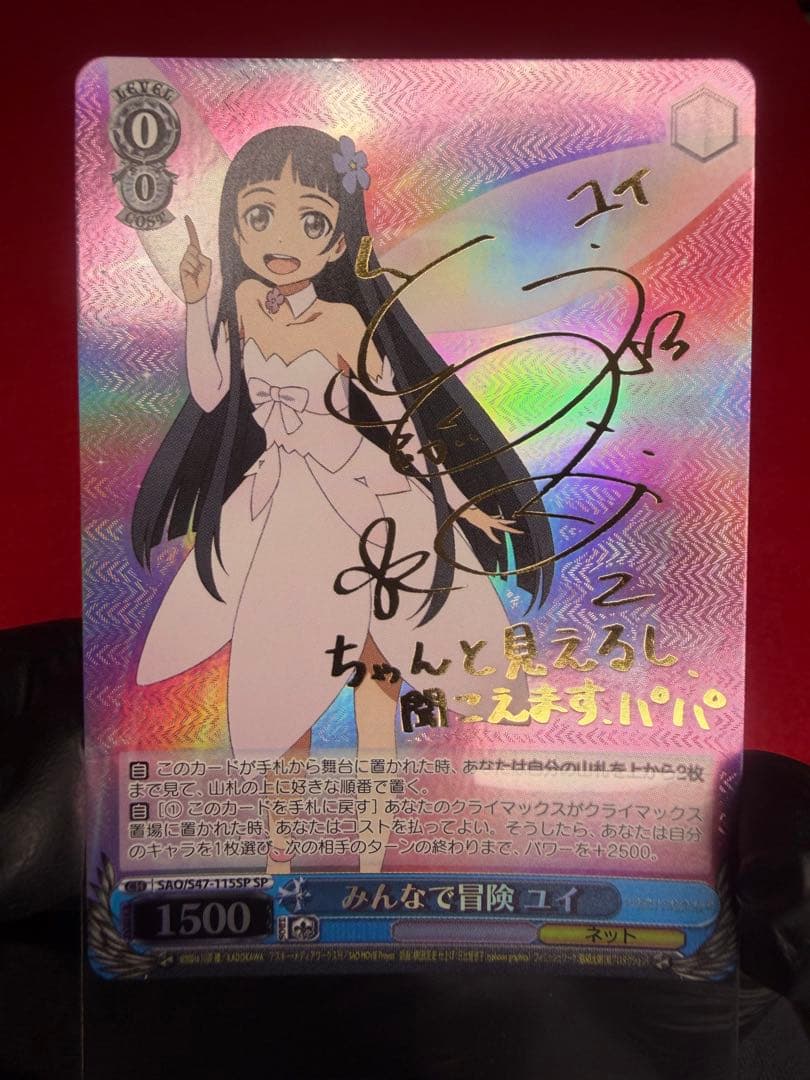 LEVEL
0
0
COST
ユイ
ちゃんと見えるし、
聞こえます、パパ
自 このカードが手札から舞台に置かれた時、あなたは自分の山札を上から2枚
まで見て、山札の上に好きな順番で置く。
自 [① このカードを手札に戻す] あなたのクライマックスがクライマックス
置場に置かれた時、あなたはコストを払ってよい。そうしたら、あなたは自分
のキャラを1枚選び、次の相手のターンの終わりまで、パワーを+2500。
CH SAO/S47-115SP SP
1500
みんなで冒険 ユイ
ネット